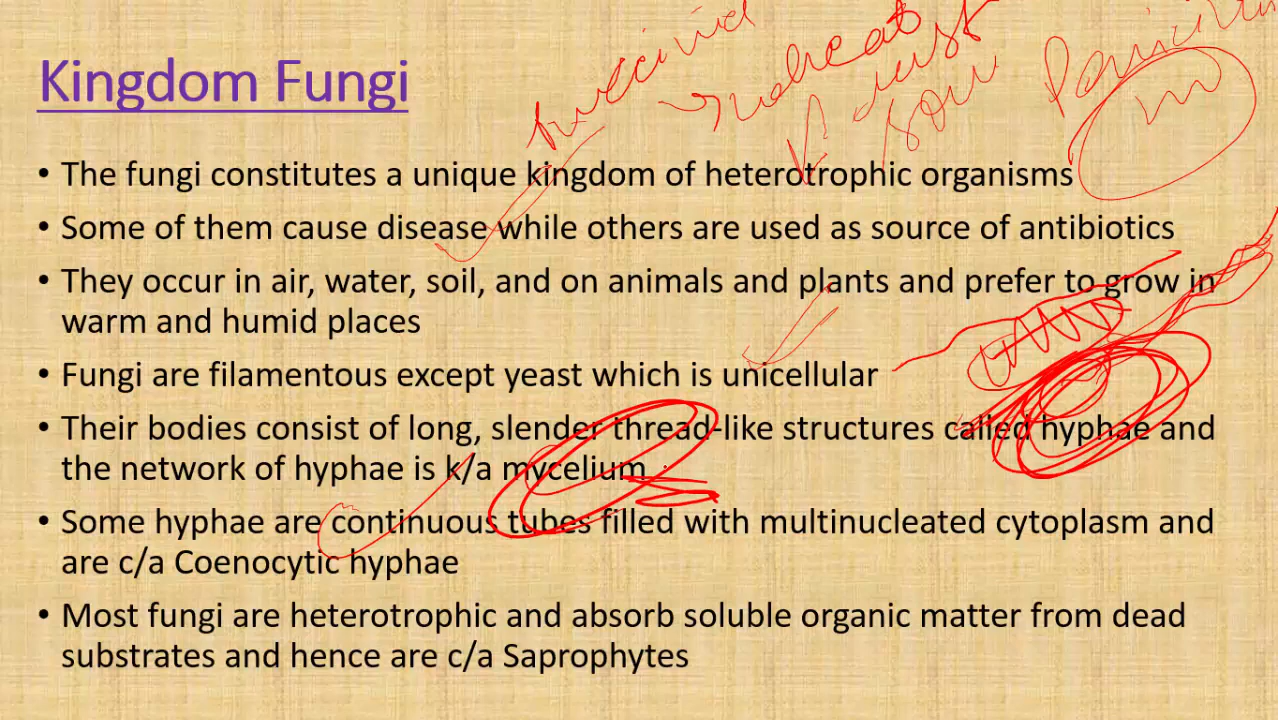 Puccinia
wheat
rust
Kingdom Fungi
• The fungi constitutes a unique kingdom of heterotrophic organisms
• Some of them cause disease while others are used as source of antibiotics
• They occur in air, water, soil, and on animals and plants and prefer to grow in
warm and humid places
• Fungi are filamentous except yeast which is unicellular
• Their bodies consist of long, slender thread-like structures called hyphae and
the network of hyphae is k/a mycelium
• Some hyphae are continuous tubes filled with multinucleated cytoplasm and
are c/a Coenocytic hyphae
• Most fungi are heterotrophic and absorb soluble organic matter from dead
substrates and hence are c/a Saprophytes